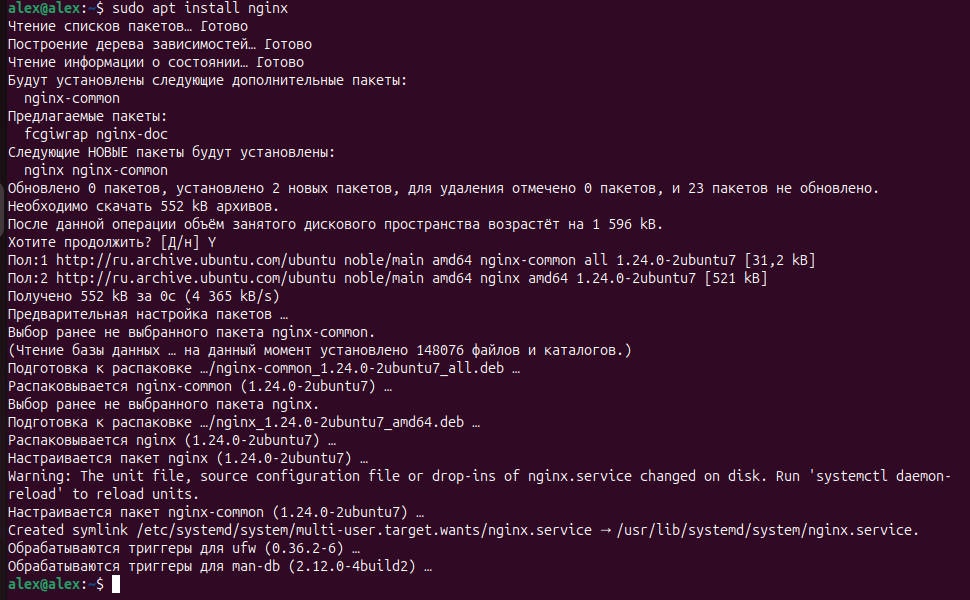 alex@alex:~$ sudo apt install nginx
Чтение списков пакетов… Готово
Построение дерева зависимостей… Готово
Чтение информации о состоянии… Готово
Будут установлены следующие дополнительные пакеты:
  nginx-common
Предлагаемые пакеты:
  fcgiwrap nginx-doc
Следующие НОВЫЕ пакеты будут установлены:
  nginx nginx-common
Обновлено 0 пакетов, установлено 2 новых пакетов, для удаления отмечено 0 пакетов, и 23 пакетов не обновлено.
Необходимо скачать 552 kB архивов.
После данной операции объём занятого дискового пространства возрастёт на 1 596 kB.
Хотите продолжить? [Д/н] Y
Пол:1 http://ru.archive.ubuntu.com/ubuntu noble/main amd64 nginx-common all 1.24.0-2ubuntu7 [31,2 kB]
Пол:2 http://ru.archive.ubuntu.com/ubuntu noble/main amd64 nginx amd64 1.24.0-2ubuntu7 [521 kB]
Получено 552 kB за 0с (4 365 kB/s)
Предварительная настройка пакетов …
Выбор ранее не выбранного пакета nginx-common.
(Чтение базы данных … на данный момент установлено 148076 файлов и каталогов.)
Подготовка к распаковке …/nginx-common_1.24.0-2ubuntu7_all.deb …
Распаковывается nginx-common (1.24.0-2ubuntu7) …
Выбор ранее не выбранного пакета nginx.
Подготовка к распаковке …/nginx_1.24.0-2ubuntu7_amd64.deb …
Распаковывается nginx (1.24.0-2ubuntu7) …
Настраивается пакет nginx (1.24.0-2ubuntu7) …
Warning: The unit file, source configuration file or drop-ins of nginx.service changed on disk. Run 'systemctl daemon-
reload' to reload units.
Настраивается пакет nginx-common (1.24.0-2ubuntu7) …
Created symlink /etc/systemd/system/multi-user.target.wants/nginx.service → /usr/lib/systemd/system/nginx.service.
Обрабатываются триггеры для ufw (0.36.2-6) …
Обрабатываются триггеры для man-db (2.12.0-4build2) …
alex@alex:~$